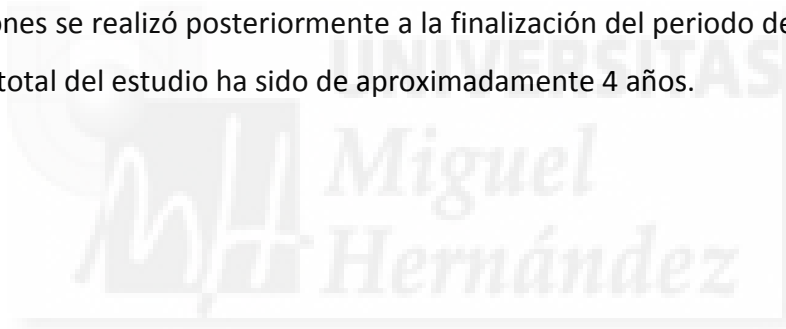 ones se realizó posteriormente a la finalización del periodo de
total del estudio ha sido de aproximadamente 4 años.
UNIVERSITAS
Miguel
Hernández